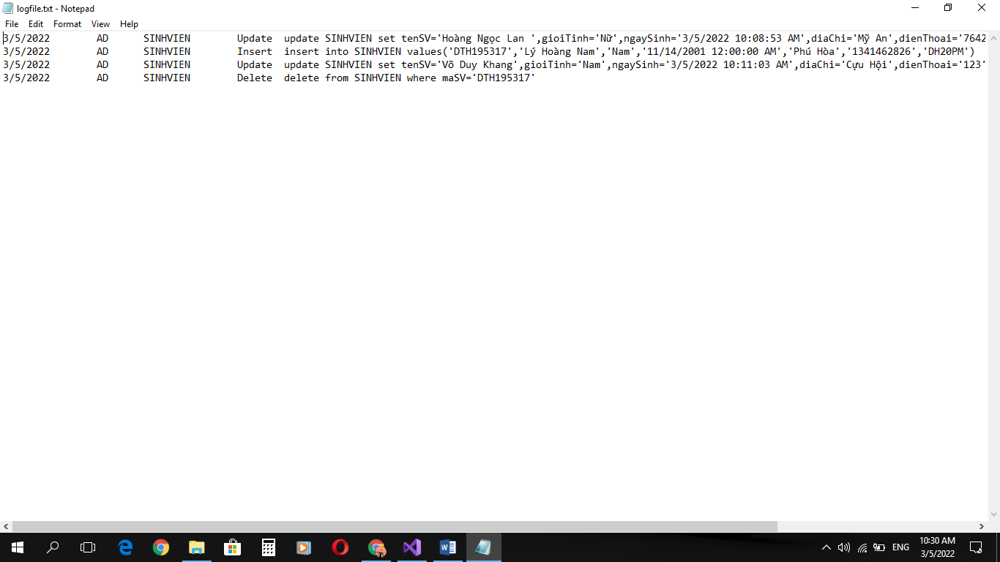 logfile.txt - Notepad
File Edit Format View Help
3/5/2022 AD SINHVIEN Update update SINHVIEN set tenSV='Hoàng Ngọc Lan ',gioiTinh='Nữ',ngaySinh='3/5/2022 10:08:53 AM',diaChi='Mỹ An',dienThoai='7642
3/5/2022 AD SINHVIEN Insert insert into SINHVIEN values('DTH195317','Lý Hoàng Nam','Nam','11/14/2001 12:00:00 AM','Phú Hòa','1341462826','DH20PM')
3/5/2022 AD SINHVIEN Update update SINHVIEN set tenSV='Võ Duy Khang',gioiTinh='Nam',ngaySinh='3/5/2022 10:11:03 AM',diaChi='Cựu Hội',dienThoai='123'
3/5/2022 AD SINHVIEN Delete delete from SINHVIEN where maSV='DTH195317'
ENG
10:30 AM
3/5/2022